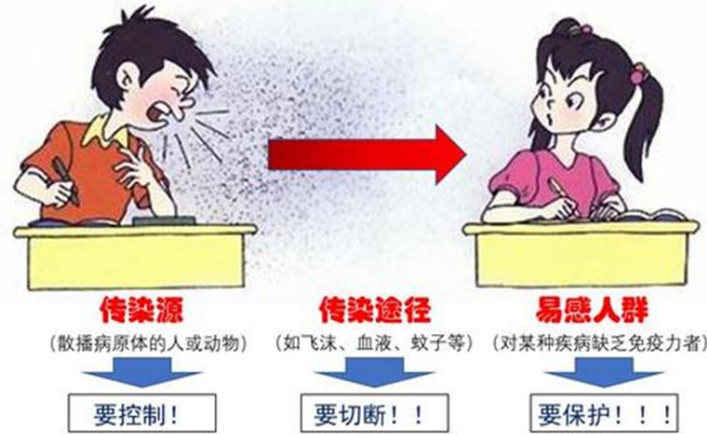 传染源 传染途径 易感人群
(散播病原体的人或动物) (如飞沫、血液、蚊子等) (对某种疾病缺乏免疫力者)
要控制! 要切断!! 要保护!!!